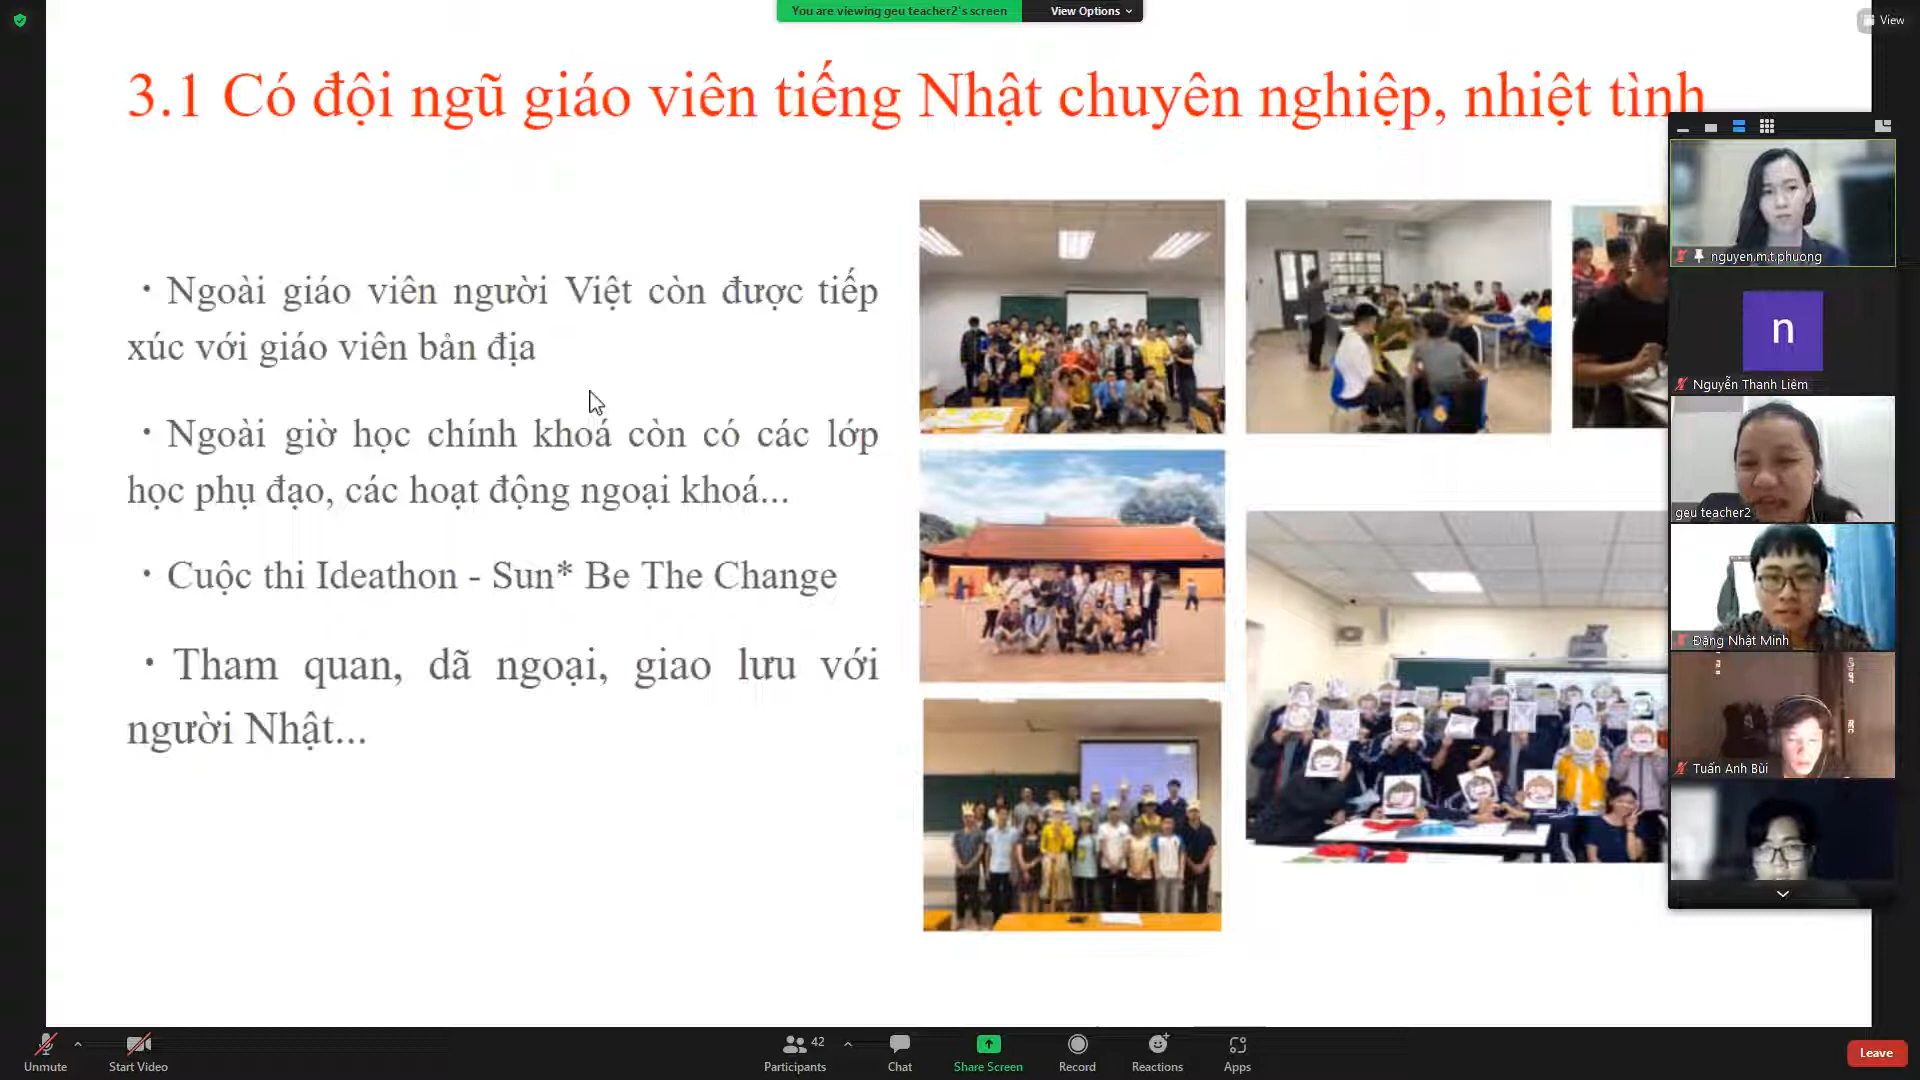 You are viewing geu teacher2's screen
View Options
View
3.1 Có đội ngũ giáo viên tiếng Nhật chuyên nghiệp, nhiệt tình
・Ngoài giáo viên người Việt còn được tiếp
xúc với giáo viên bản địa
・Ngoài giờ học chính khoá còn có các lớp
học phụ đạo, các hoạt động ngoại khoá...
・Cuộc thi Ideathon - Sun* Be The Change
・Tham quan, dã ngoại, giao lưu với
người Nhật...
nguyen.m.t.phuong
n
Nguyễn Thanh Liêm
geu teacher2
Đặng Nhật Minh
REC
Tuấn Anh Bùi
Unmute
Start Video
42
Participants
Chat
Share Screen
Record
Reactions
Apps
Leave